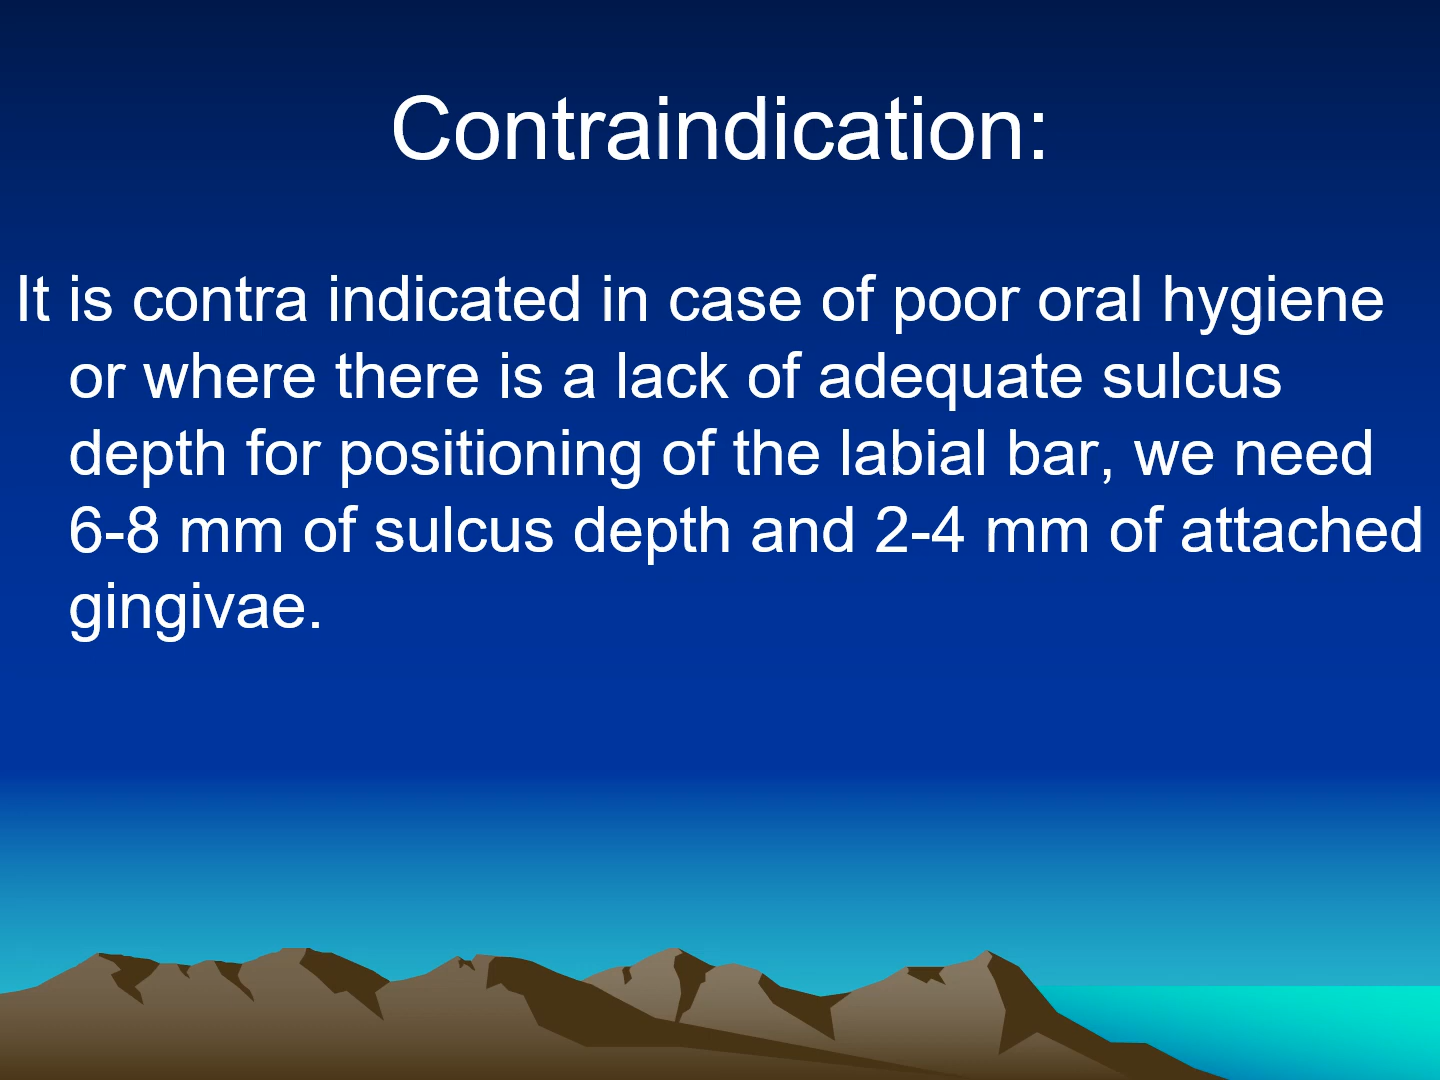 Contraindication:
It is contra indicated in case of poor oral hygiene
or where there is a lack of adequate sulcus
depth for positioning of the labial bar, we need
6-8 mm of sulcus depth and 2-4 mm of attached
gingivae.